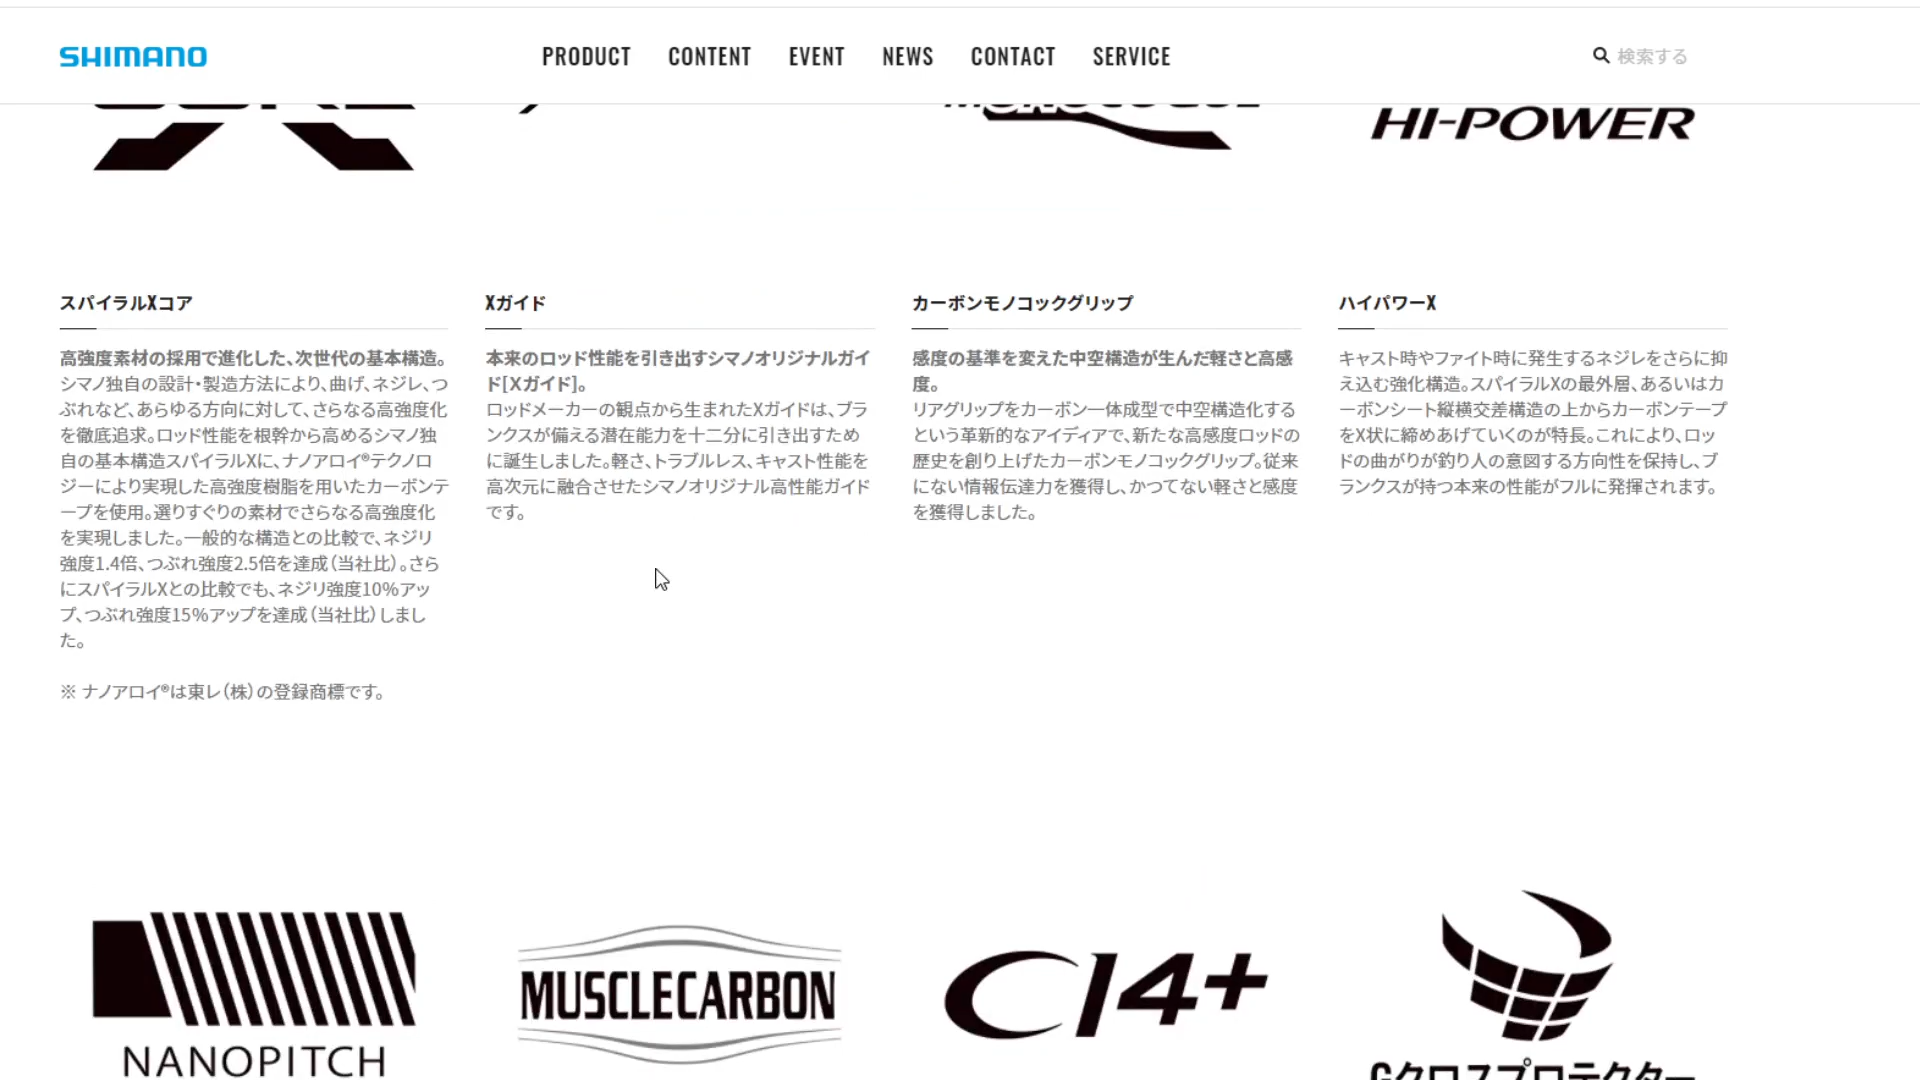 SHIMANO
PRODUCT CONTENT EVENT NEWS CONTACT SERVICE
検索する
HI-POWER
スパイラルXコア
高強度素材の採用で進化した、次世代の基本構造。
シマノ独自の設計・製造方法により、曲げ、ネジレ、つ
ぶれなど、あらゆる方向に対して、さらなる高強度化
を徹底追求。ロッド性能を根幹から高めるシマノ独
自の基本構造スパイラルXに、ナノアロイ®テクノロ
ジーにより実現した高強度樹脂を用いたカーボンテ
ープを使用。選りすぐりの素材でさらなる高強度化
を実現しました。一般的な構造との比較で、ネジリ
強度1.4倍、つぶれ強度2.5倍を達成（当社比）。さら
にスパイラルXとの比較でも、ネジリ強度10％アッ
プ、つぶれ強度15％アップを達成（当社比）しまし
た。
※ ナノアロイ®は東レ（株）の登録商標です。
Xガイド
本来のロッド性能を引き出すシマノオリジナルガイ
ド[Xガイド]。
ロッドメーカーの観点から生まれたXガイドは、ブラ
ンクスが備える潜在能力を十二分に引き出すため
に誕生しました。軽さ、トラブルレス、キャスト性能を
高次元に融合させたシマノオリジナル高性能ガイド
です。
カーボンモノコックグリップ
感度の基準を変えた中空構造が生んだ軽さと高感
度。
リアグリップをカーボン一体成型で中空構造化する
という革新的なアイディアで、新たな高感度ロッドの
歴史を創り上げたカーボンモノコックグリップ。従来
にない情報伝達力を獲得し、かつてない軽さと感度
を獲得しました。
ハイパワーX
キャスト時やファイト時に発生するネジレをさらに抑
え込む強化構造。スパイラルXの最外層、あるいはカ
ーボンシート縦横交差構造の上からカーボンテープ
をX状に締めあげていくのが特長。これにより、ロッ
ドの曲がりが釣り人の意図する方向性を保持し、ブ
ランクスが持つ本来の性能がフルに発揮されます。
NANOPITCH
MUSCLECARBON
CI4+
Gクロスプロテクター